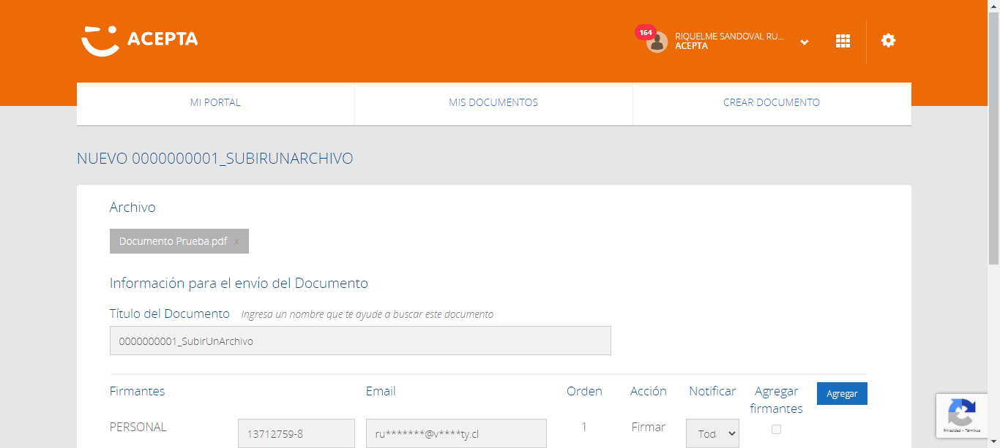 ACEPTA
164
RIQUELME SANDOVAL RU...
ACEPTA
MI PORTAL
MIS DOCUMENTOS
CREAR DOCUMENTO
NUEVO 0000000001_SUBIRUNARCHIVO
Archivo
Documento Prueba.pdf x
Información para el envío del Documento
Título del Documento Ingresa un nombre que te ayude a buscar este documento
0000000001_SubirUnArchivo
Firmantes Email Orden Acción Notificar Agregar firmantes Agregar
PERSONAL 13712759-8 ru*******@v****ty.cl 1 Firmar Tod
Privacidad - Términos